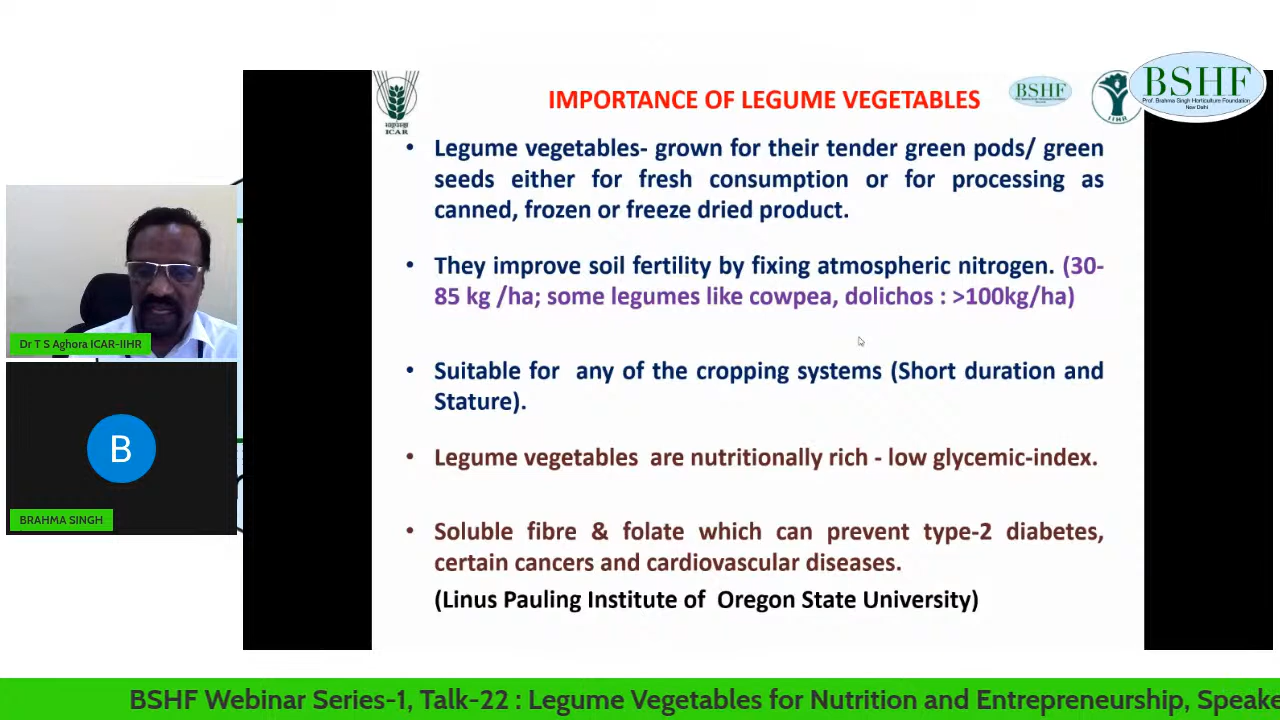 IMPORTANCE OF LEGUME VEGETABLES
BSHF
IIHR
BSHF
Prof. Brahma Singh Horticulture Foundation
New Delhi
ICAR
• Legume vegetables- grown for their tender green pods/ green
seeds either for fresh consumption or for processing as
canned, frozen or freeze dried product.
• They improve soil fertility by fixing atmospheric nitrogen. (30-
85 kg /ha; some legumes like cowpea, dolichos : >100kg/ha)
• Suitable for any of the cropping systems (Short duration and
Stature).
• Legume vegetables are nutritionally rich - low glycemic-index.
• Soluble fibre & folate which can prevent type-2 diabetes,
certain cancers and cardiovascular diseases.
(Linus Pauling Institute of Oregon State University)
Dr T S Aghora ICAR-IIHR
B
BRAHMA SINGH
BSHF Webinar Series-1, Talk-22 : Legume Vegetables for Nutrition and Entrepreneurship, Speake